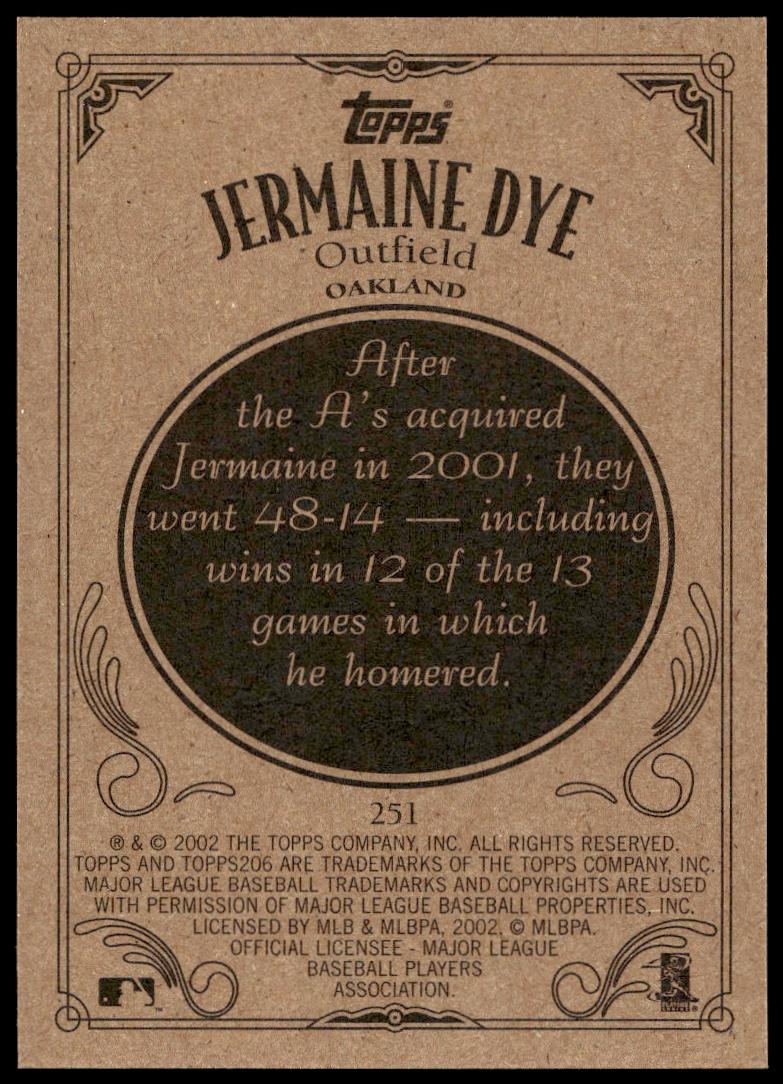 Topps®
JERMAINE DYE
Outfield
OAKLAND
After
the A's acquired
Jermaine in 2001, they
went 48-14 — including
wins in 12 of the 13
games in which
he homered.
251
® & © 2002 THE TOPPS COMPANY, INC. ALL RIGHTS RESERVED.
TOPPS AND TOPPS206 ARE TRADEMARKS OF THE TOPPS COMPANY, INC.
MAJOR LEAGUE BASEBALL TRADEMARKS AND COPYRIGHTS ARE USED
WITH PERMISSION OF MAJOR LEAGUE BASEBALL PROPERTIES, INC.
LICENSED BY MLB & MLBPA, 2002, © MLBPA.
OFFICIAL LICENSEE - MAJOR LEAGUE
BASEBALL PLAYERS
ASSOCIATION.
™